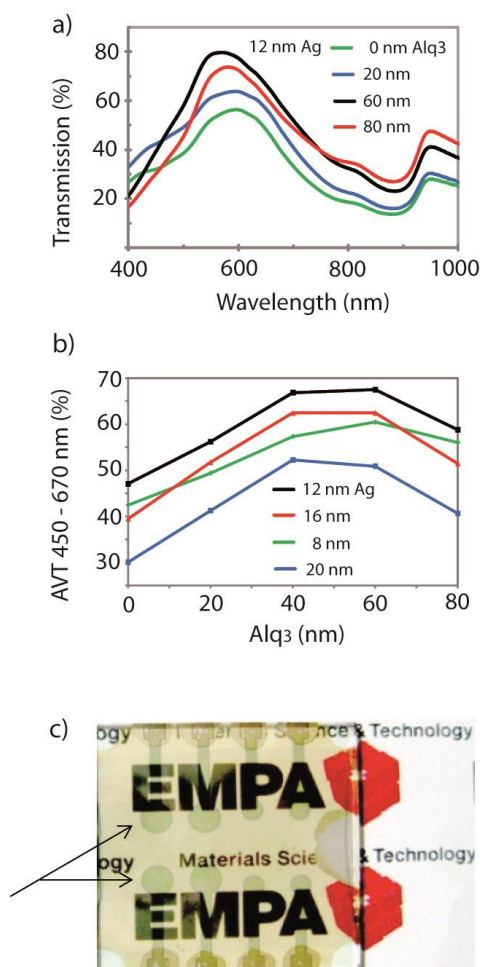 a)
80
60
40
20
Transmission (%)
12 nm Ag
0 nm Alq3
20 nm
60 nm
80 nm
400
600
800
1000
Wavelength (nm)
b)
70
60
50
40
30
AVT 450 - 670 nm (%)
12 nm Ag
16 nm
8 nm
20 nm
0
20
40
60
80
Alq3 (nm)
c)
ogy
nce & Technology
EMPA
logy Materials Scie & Technology
EMPA